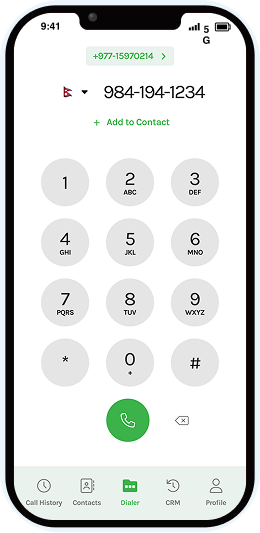 9:41 5G
+977-15970214 >
984-194-1234
+ Add to Contact
1 2 3
ABC DEF
4 5 6
GHI JKL MNO
7 8 9
PQRS TUV WXYZ
* 0 #
+
Call History Contacts Dialer CRM Profile